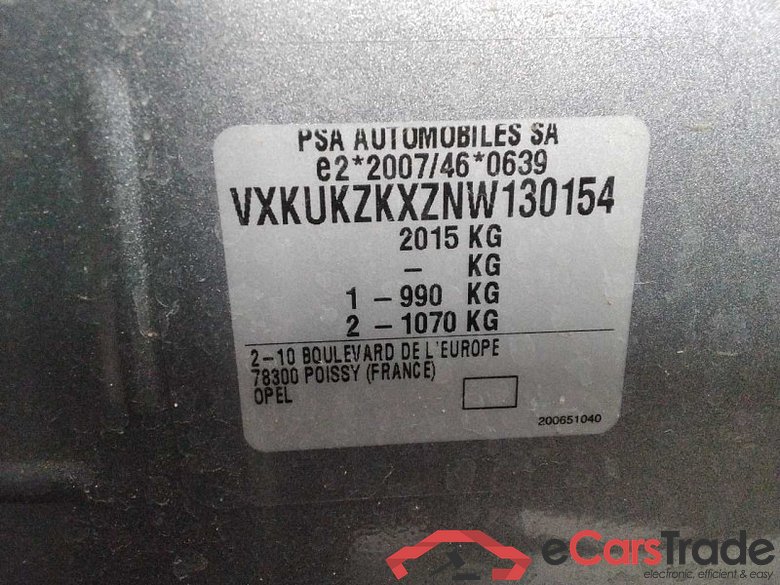 PSA AUTOMOBILES SA
e2*2007/46*0639
VXKUKZKXZNW130154
2015 KG
- KG
1 - 990 KG
2 - 1070 KG
2-10 BOULEVARD DE L'EUROPE
78300 POISSY (FRANCE)
OPEL
200651040
eCarsTrade
electronic, efficient & easy